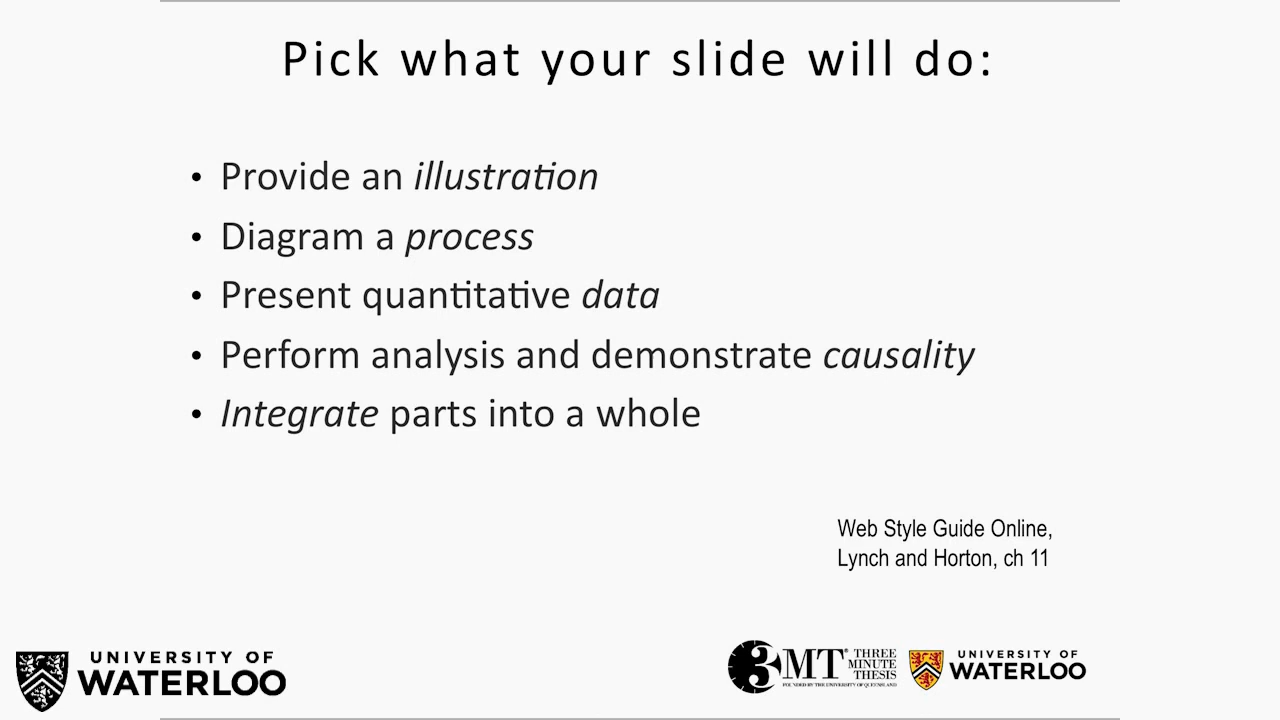 Pick what your slide will do:
• Provide an illustration
• Diagram a process
• Present quantitative data
• Perform analysis and demonstrate causality
• Integrate parts into a whole
Web Style Guide Online,
Lynch and Horton, ch 11
UNIVERSITY OF
WATERLOO
3MT® THREE
MINUTE
THESIS
FOUNDED BY THE UNIVERSITY OF QUEENSLAND
UNIVERSITY OF
WATERLOO